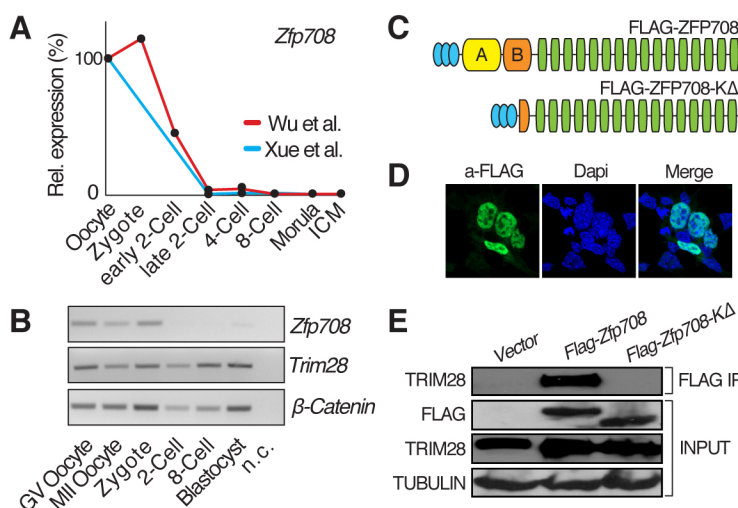 A
Zfp708
Rel. expression (%)
100
0
Wu et al.
Xue et al.
Oocyte
Zygote
early 2-Cell
late 2-Cell
4-Cell
8-Cell
Morula
ICM
B
Zfp708
Trim28
β-Catenin
GV Oocyte
MII Oocyte
Zygote
2-Cell
8-Cell
Blastocyst
n.c.
C
FLAG-ZFP708
A B
FLAG-ZFP708-KΔ
D
a-FLAG Dapi Merge
E
Vector
Flag-Zfp708
Flag-Zfp708-KΔ
TRIM28 FLAG IP
FLAG
TRIM28 INPUT
TUBULIN